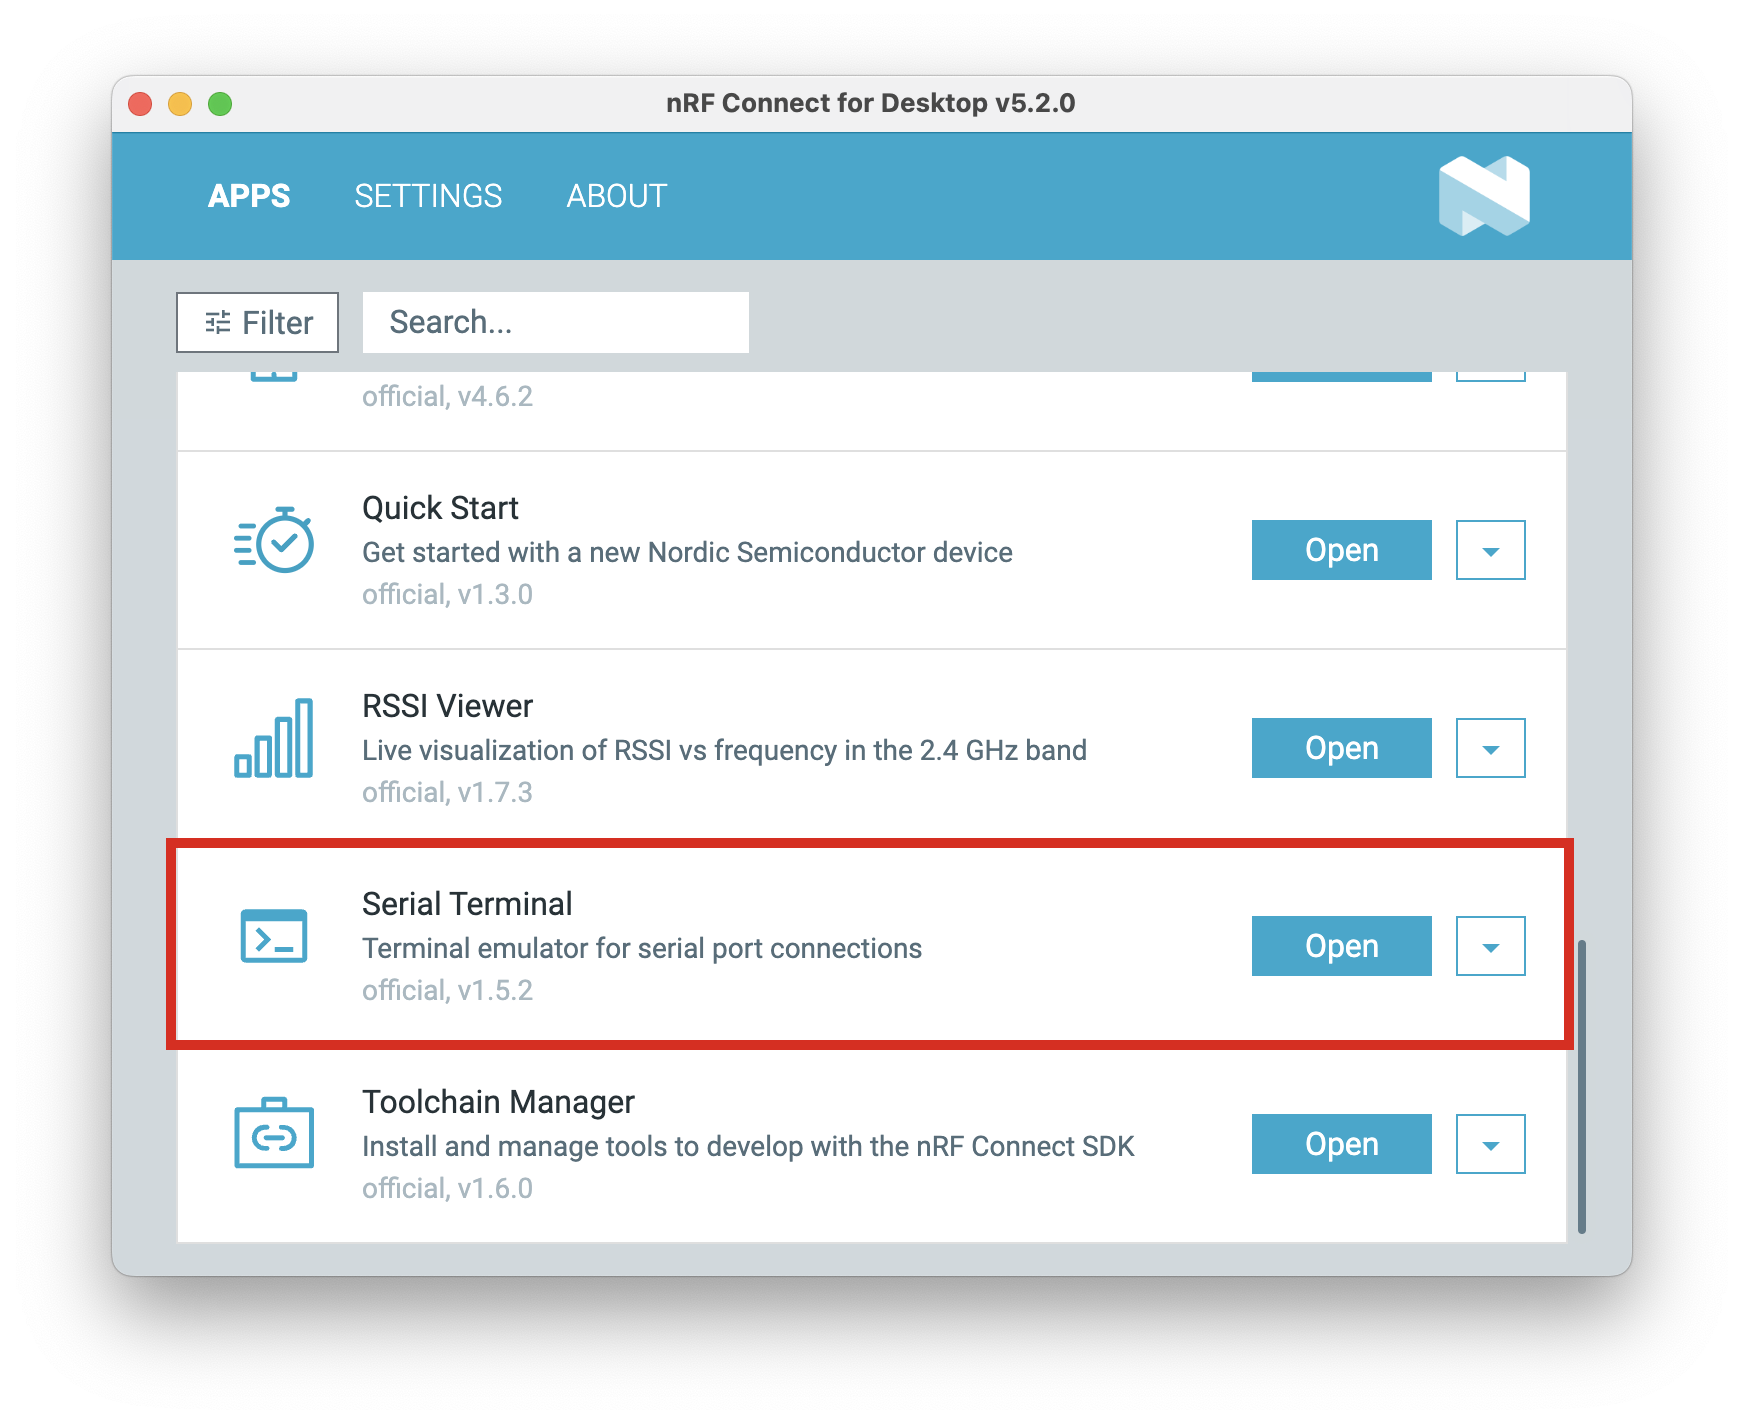 nRF Connect for Desktop v5.2.0
APPS SETTINGS ABOUT
Filter Search...
official, v4.6.2
Quick Start
Get started with a new Nordic Semiconductor device
official, v1.3.0
Open
RSSI Viewer
Live visualization of RSSI vs frequency in the 2.4 GHz band
official, v1.7.3
Open
Serial Terminal
Terminal emulator for serial port connections
official, v1.5.2
Open
Toolchain Manager
Install and manage tools to develop with the nRF Connect SDK
official, v1.6.0
Open